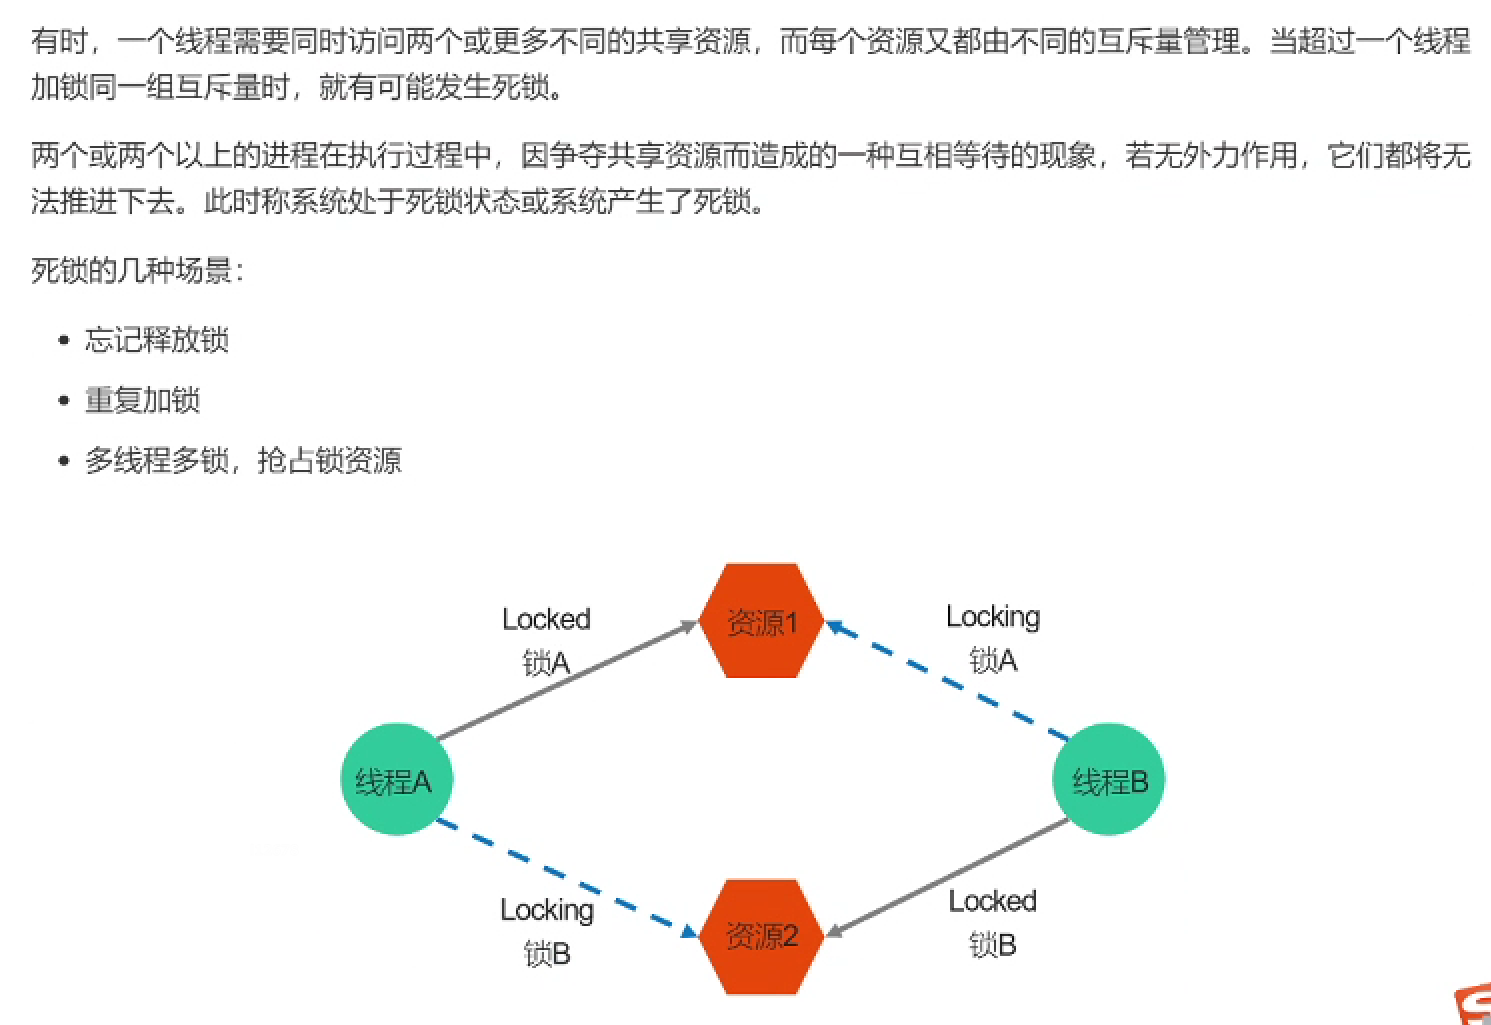 有时，一个线程需要同时访问两个或更多不同的共享资源，而每个资源又都由不同的互斥量管理。当超过一个线程
加锁同一组互斥量时，就有可能发生死锁。
两个或两个以上的进程在执行过程中，因争夺共享资源而造成的一种互相等待的现象，若无外力作用，它们都将无
法推进下去。此时称系统处于死锁状态或系统产生了死锁。
死锁的几种场景：
忘记释放锁
重复加锁
多线程多锁，抢占锁资源
Locked
锁A
资源1
Locking
锁A
线程A
线程B
Locking
锁B
资源2
Locked
锁B